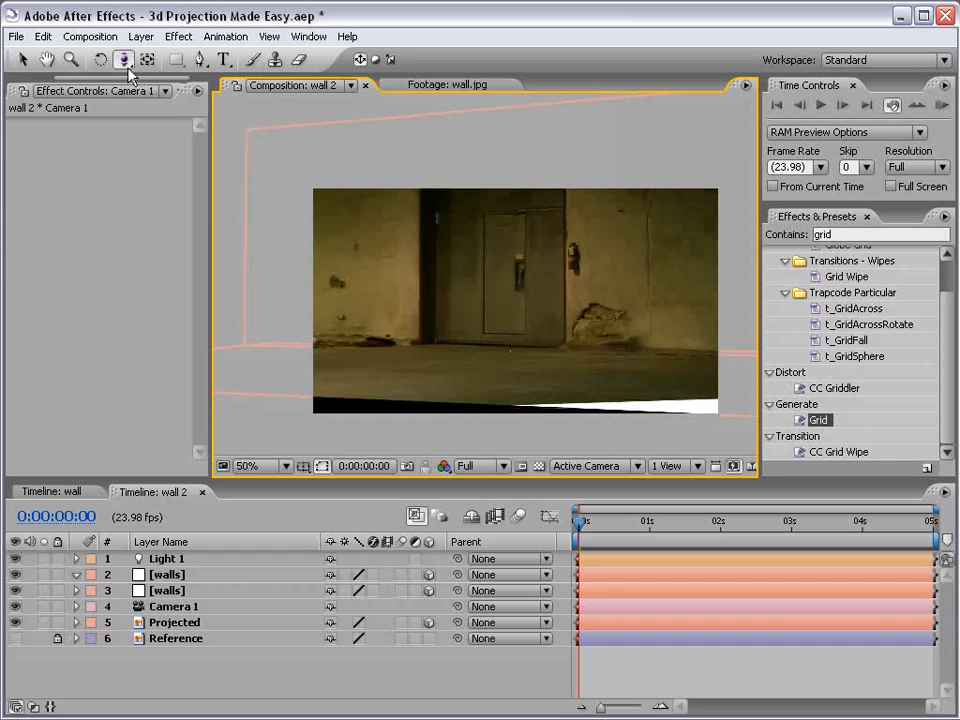 Adobe After Effects - 3d Projection Made Easy.aep *
File Edit Composition Layer Effect Animation View Window Help
Workspace: Standard
Effect Controls: Camera 1
wall 2 * Camera 1
Composition: wall 2
Footage: wall.jpg
50%
0:00:00:00
Full
Active Camera
1 View
Time Controls
RAM Preview Options
Frame Rate Skip Resolution
(23.98) 0 Full
From Current Time Full Screen
Effects & Presets
Contains: grid
Transitions - Wipes
Grid Wipe
Trapcode Particular
t_GridAcross
t_GridAcrossRotate
t_GridFall
t_GridSphere
Distort
CC Griddler
Generate
Grid
Transition
CC Grid Wipe
Timeline: wall Timeline: wall 2
0:00:00:00 (23.98 fps)
01s 02s 03s 04s 05s
# Layer Name Parent
1 Light 1 None
2 [walls] None
3 [walls] None
4 Camera 1 None
5 Projected None
6 Reference None